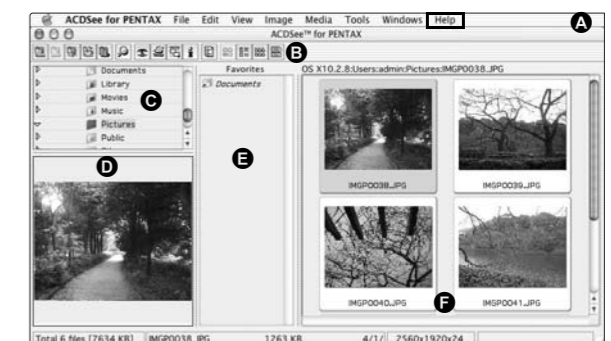 ACDSee for PENTAX File Edit View Image Media Tools Windows Help A
ACDSee™ for PENTAX
B
Documents
Library
Movies
Music
Pictures
Public
C
Favorites
Documents
E
OS X10.2.8:Users:admin:Pictures:IMGP0038.JPG
IMGP0038.JPG IMGP0039.JPG
IMGP0040.JPG IMGP0041.JPG
F
D
Total 6 files [7634 KB] IMGP0038.JPG 1263 KB 4/1/ 2560x1920x24